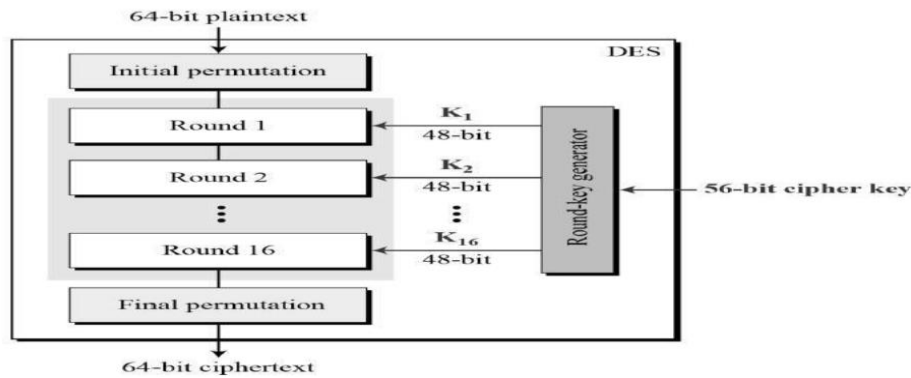 64-bit plaintext
DES
Initial permutation
Round 1
K1
48-bit
Round 2
K2
48-bit
Round 16
K16
48-bit
Round-key generator
56-bit cipher key
Final permutation
64-bit ciphertext